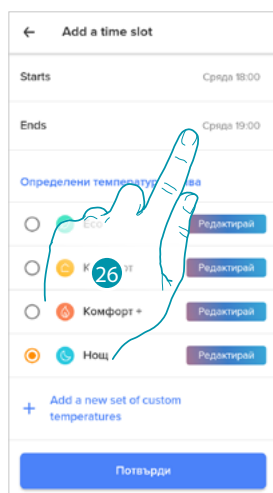 ← Add a time slot
Starts Сряда 18:00
Ends Сряда 19:00
Определени
Eco Редактирай
Редактирай
26
Комфорт + Редактирай
Нощ Редактирай
+ Add a new set of custom
temperatures
Потвърди